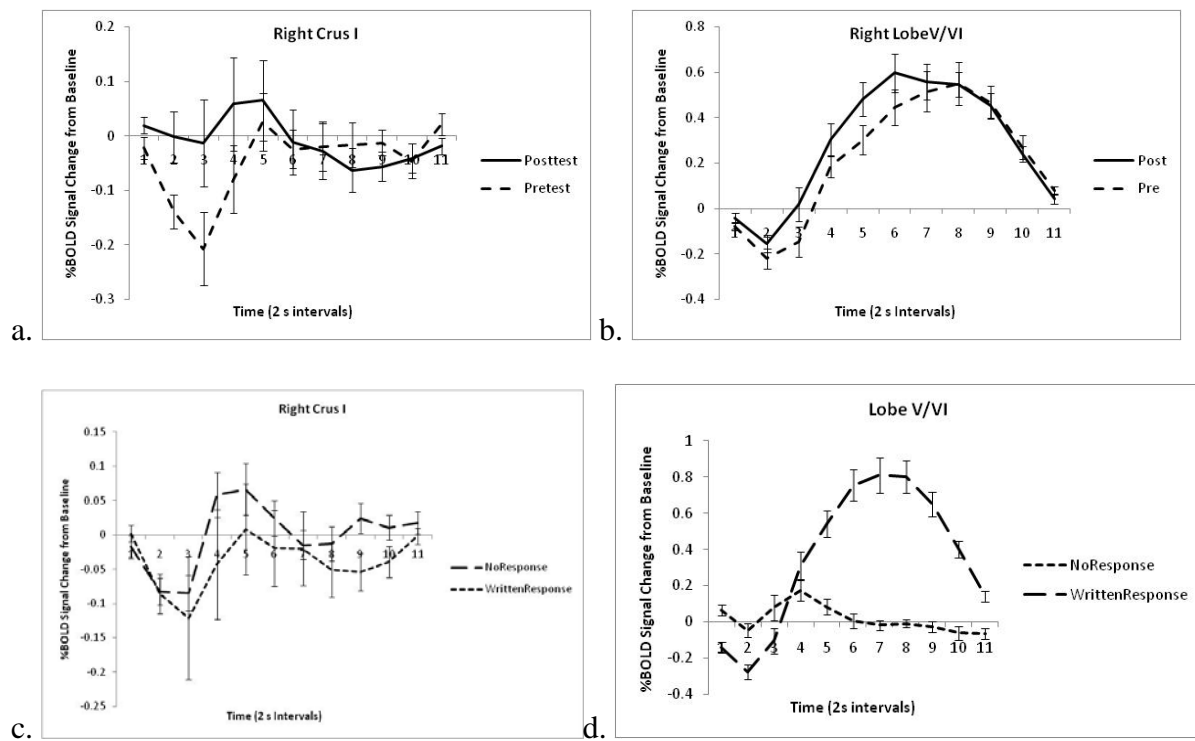 Right Crus I
%BOLD Signal Change from Baseline
0.2
0.1
0
-0.1
-0.2
-0.3
1 2 3 4 5 6 7 8 9 10 11
Posttest
Pretest
Time (2 s intervals)
a.
Right LobeV/VI
%BOLD Signal Change from Baseline
0.8
0.6
0.4
0.2
0
-0.2
-0.4
1 2 3 4 5 6 7 8 9 10 11
Post
Pre
Time (2 s Intervals)
b.
Right Crus I
%BOLD Signal Change from Baseline
0.15
0.1
0.05
0
-0.05
-0.1
-0.15
-0.2
-0.25
1 2 3 4 5 6 7 8 9 10 11
NoResponse
WrittenResponse
Time (2 s Intervals)
c.
Lobe V/VI
%BOLD Signal Change from Baseline
1
0.8
0.6
0.4
0.2
0
-0.2
-0.4
1 2 3 4 5 6 7 8 9 10 11
NoResponse
WrittenResponse
Time (2s Intervals)
d.